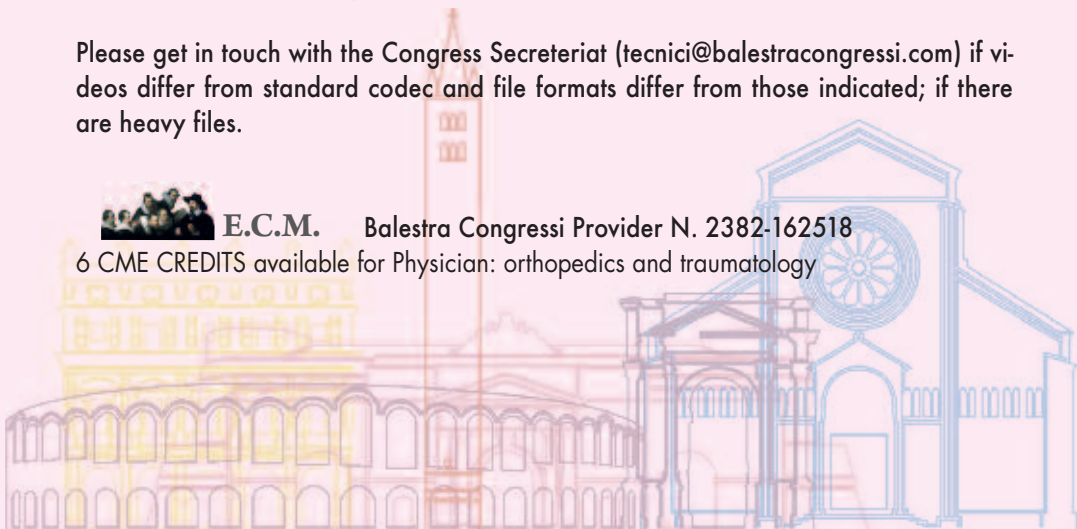 Please get in touch with the Congress Secreteriat (tecnici@balestracongressi.com) if vi-
deos differ from standard codec and file formats differ from those indicated; if there
are heavy files.
E.C.M. Balestra Congressi Provider N. 2382-162518
6 CME CREDITS available for Physician: orthopedics and traumatology